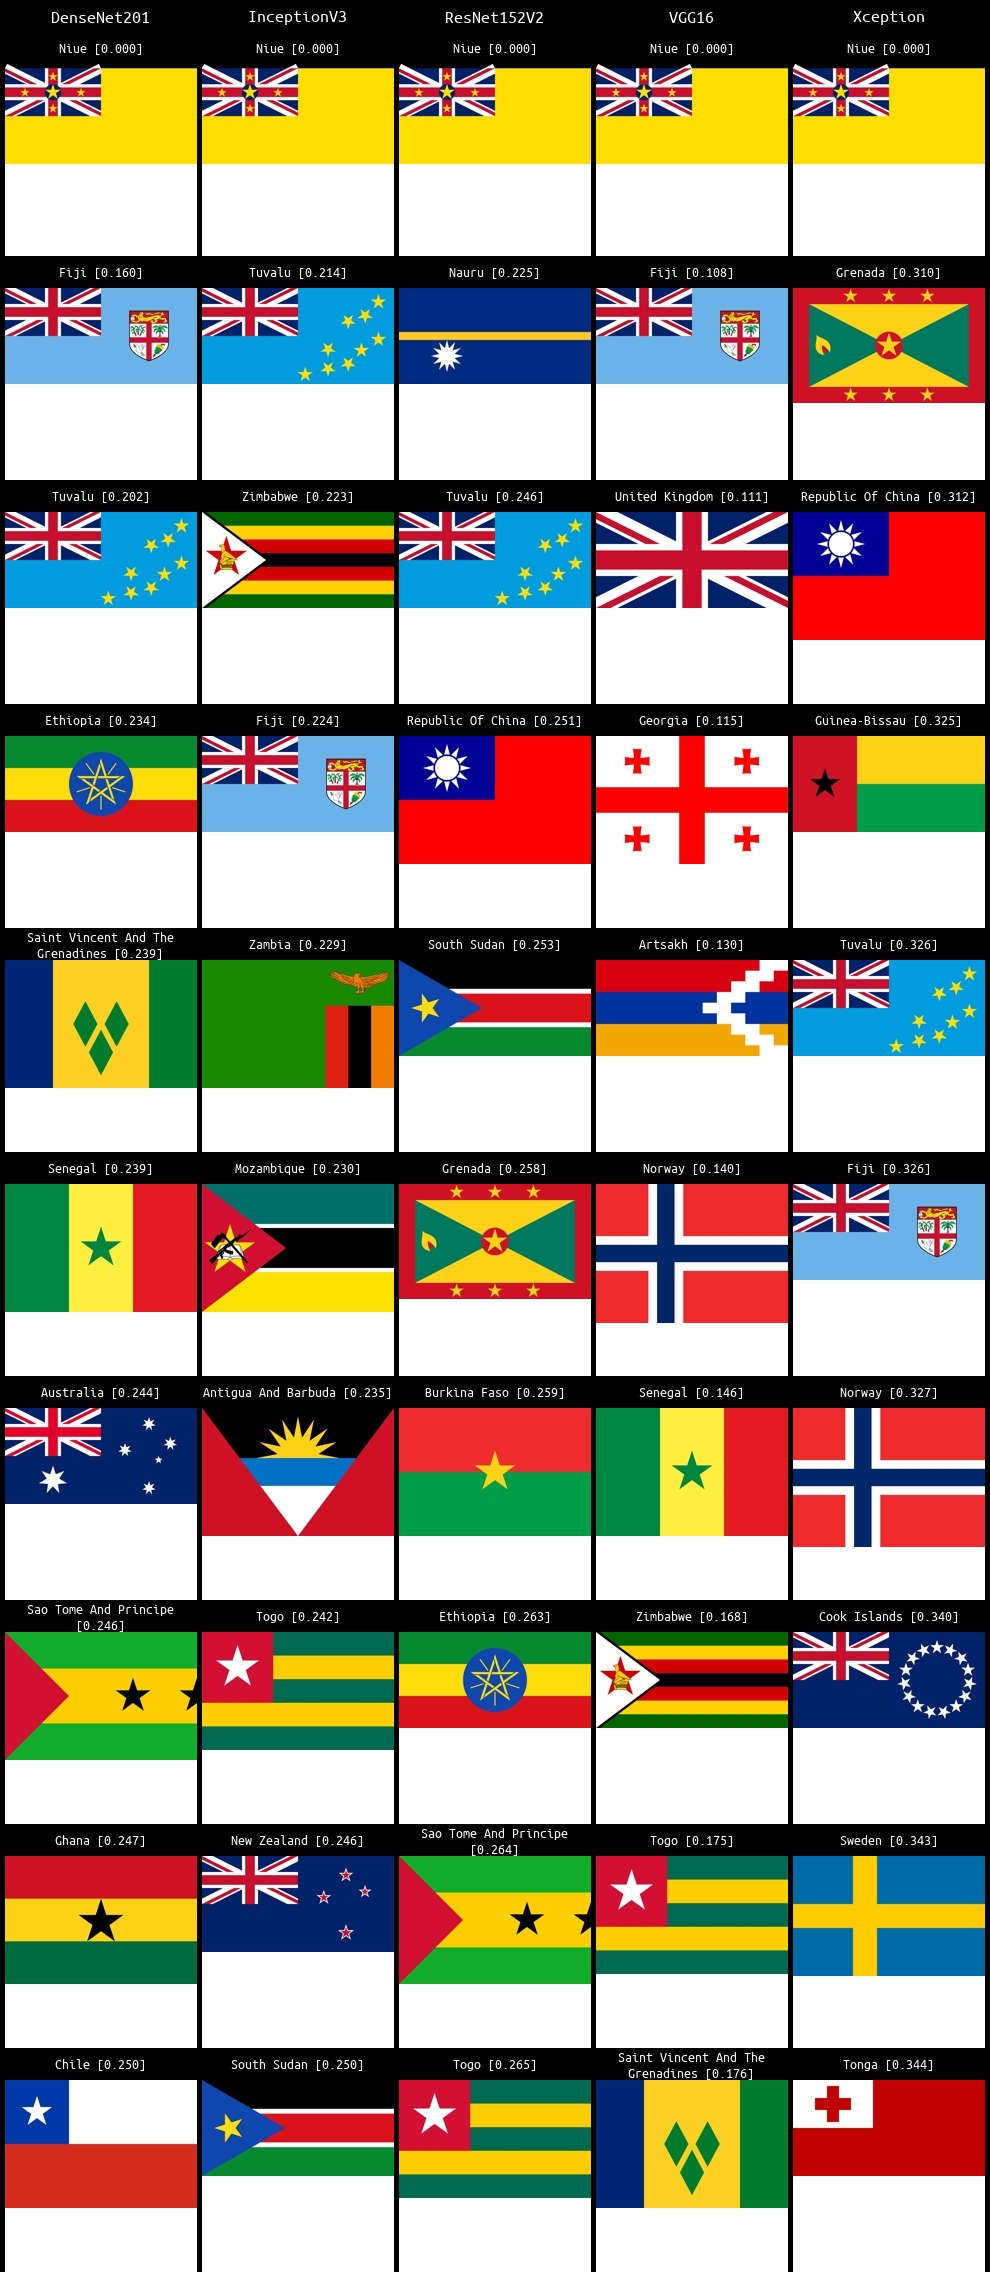 DenseNet201 InceptionV3 ResNet152V2 VGG16 Xception
Niue [0.000] Niue [0.000] Niue [0.000] Niue [0.000] Niue [0.000]
Fiji [0.160] Tuvalu [0.214] Nauru [0.225] Fiji [0.108] Grenada [0.310]
Tuvalu [0.202] Zimbabwe [0.223] Tuvalu [0.246] United Kingdom [0.111] Republic Of China [0.312]
Ethiopia [0.234] Fiji [0.224] Republic Of China [0.251] Georgia [0.115] Guinea-Bissau [0.325]
Saint Vincent And The
Grenadines [0.239] Zambia [0.229] South Sudan [0.253] Artsakh [0.130] Tuvalu [0.326]
Senegal [0.239] Mozambique [0.230] Grenada [0.258] Norway [0.140] Fiji [0.326]
Australia [0.244] Antigua And Barbuda [0.235] Burkina Faso [0.259] Senegal [0.146] Norway [0.327]
Sao Tome And Principe
[0.246] Togo [0.242] Ethiopia [0.263] Zimbabwe [0.168] Cook Islands [0.340]
Ghana [0.247] New Zealand [0.246] Sao Tome And Principe
[0.264] Togo [0.175] Sweden [0.343]
Chile [0.250] South Sudan [0.250] Togo [0.265] Saint Vincent And The
Grenadines [0.176] Tonga [0.344]